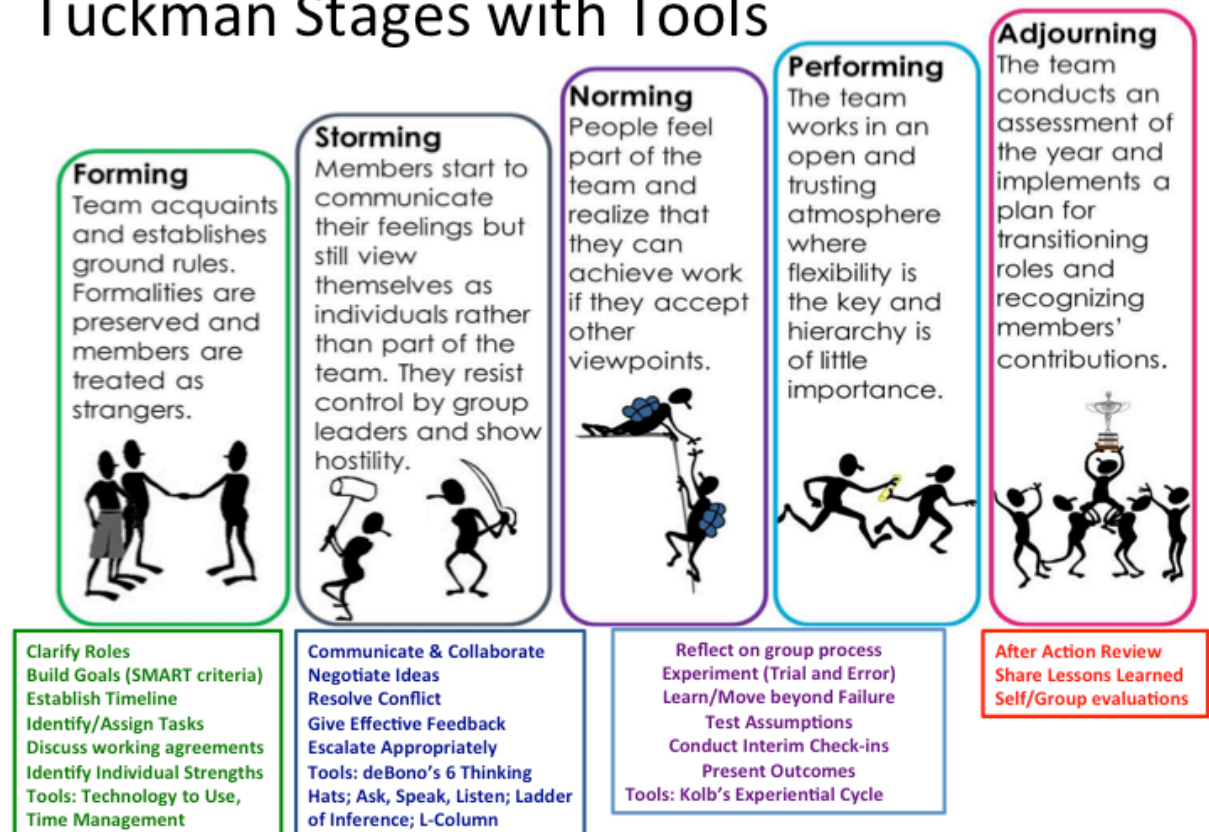 Tuckman Stages with Tools
Forming
Team acquaints
and establishes
ground rules.
Formalities are
preserved and
members are
treated as
strangers.
Storming
Members start to
communicate
their feelings but
still view
themselves as
individuals rather
than part of the
team. They resist
control by group
leaders and show
hostility.
Norming
People feel
part of the
team and
realize that
they can
achieve work
if they accept
other
viewpoints.
Performing
The team
works in an
open and
trusting
atmosphere
where
flexibility is
the key and
hierarchy is
of little
importance.
Adjourning
The team
conducts an
assessment of
the year and
implements a
plan for
transitioning
roles and
recognizing
members'
contributions.
Clarify Roles
Build Goals (SMART criteria)
Establish Timeline
Identify/Assign Tasks
Discuss working agreements
Identify Individual Strengths
Tools: Technology to Use,
Time Management
Communicate & Collaborate
Negotiate Ideas
Resolve Conflict
Give Effective Feedback
Escalate Appropriately
Tools: deBono's 6 Thinking
Hats; Ask, Speak, Listen; Ladder
of Inference; L-Column
Reflect on group process
Experiment (Trial and Error)
Learn/Move beyond Failure
Test Assumptions
Conduct Interim Check-ins
Present Outcomes
Tools: Kolb's Experiential Cycle
After Action Review
Share Lessons Learned
Self/Group evaluations